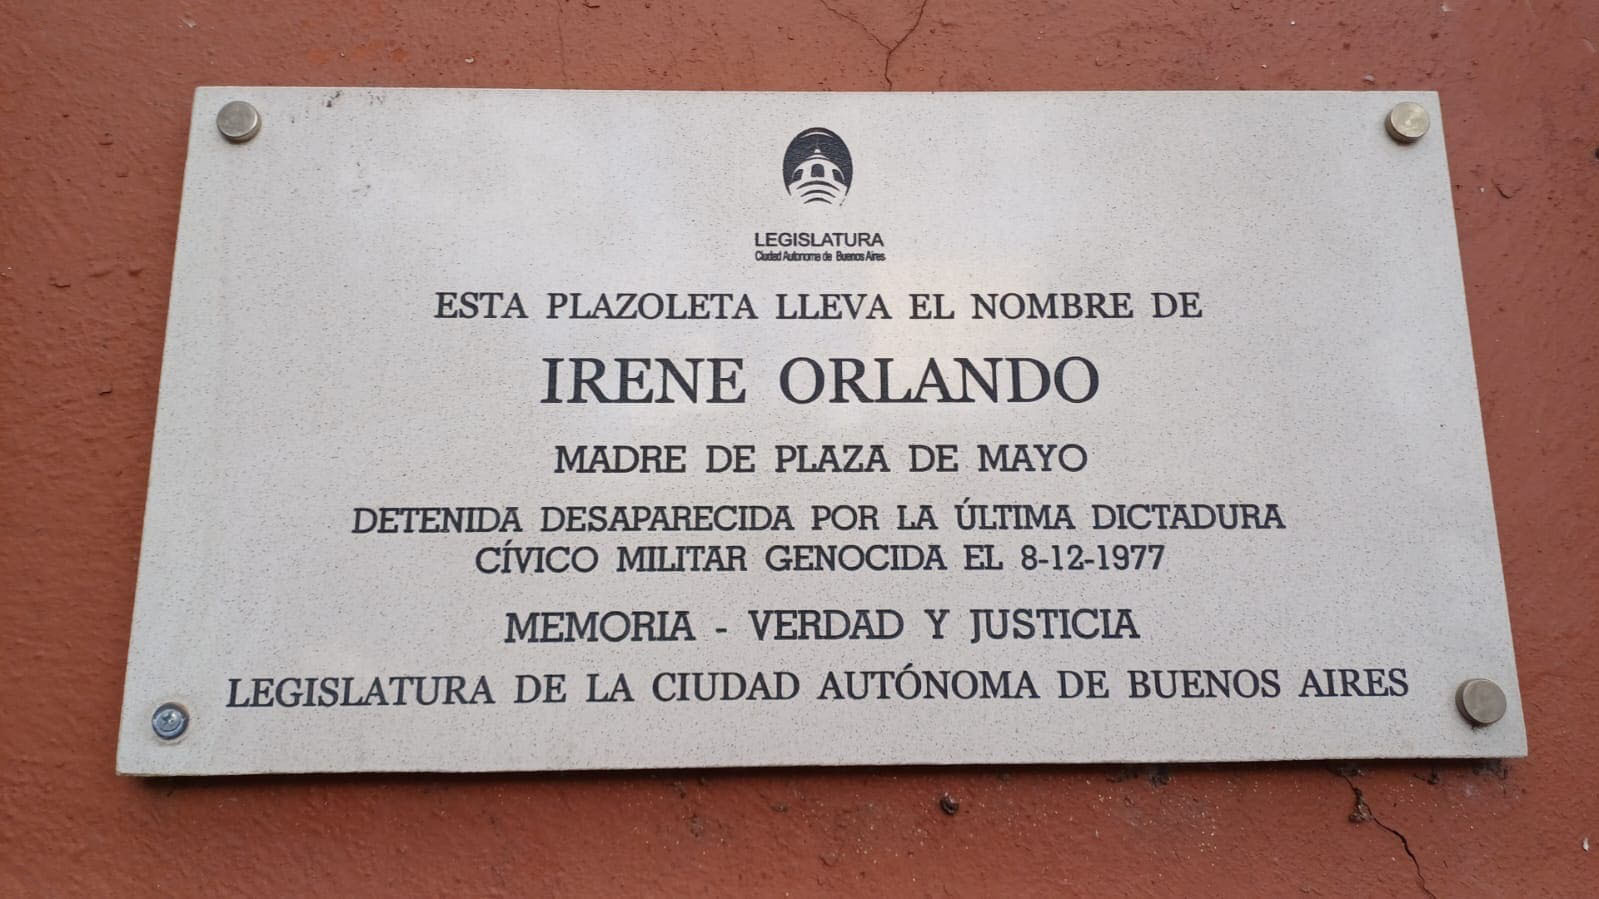 LEGISLATURA
Ciudad Autonoma de Buenos Aires
ESTA PLAZOLETA LLEVA EL NOMBRE DE
IRENE ORLANDO
MADRE DE PLAZA DE MAYO
DETENIDA DESAPARECIDA POR LA ÚLTIMA DICTADURA
CÍVICO MILITAR GENOCIDA EL 8-12-1977
MEMORIA - VERDAD Y JUSTICIA
LEGISLATURA DE LA CIUDAD AUTÓNOMA DE BUENOS AIRES